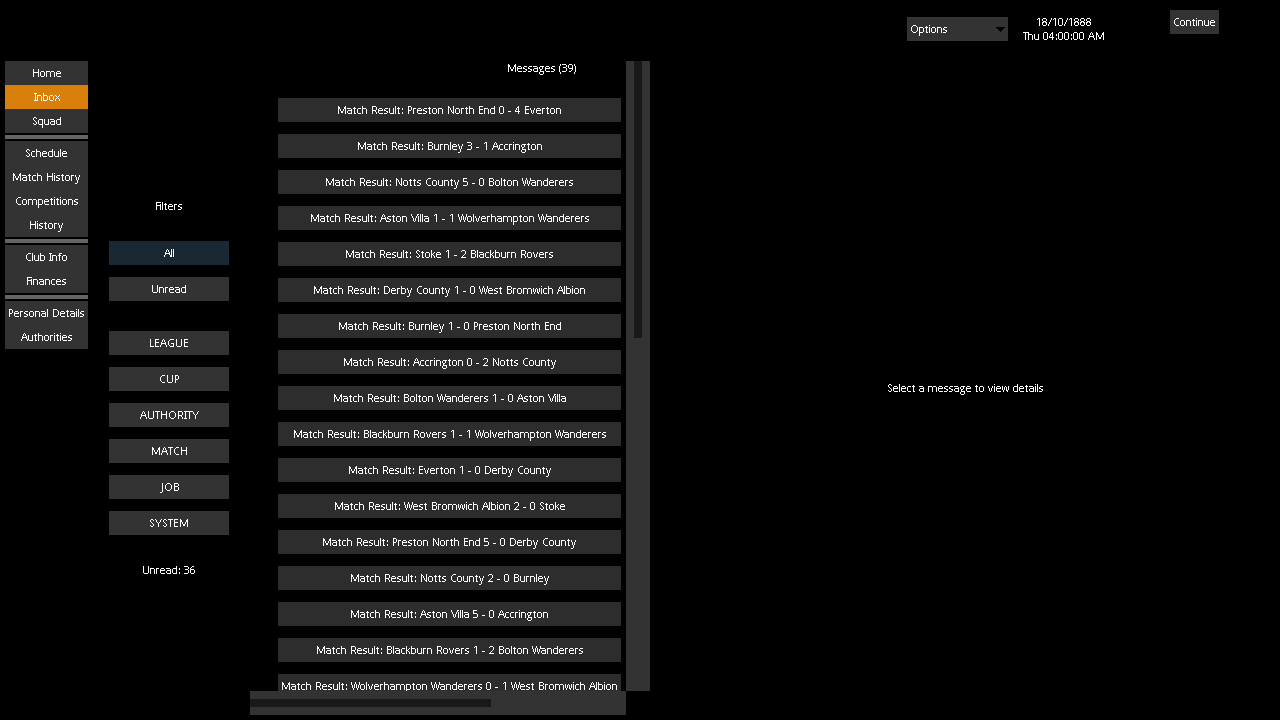 Options
18/10/1888
Thu 04:00:00 AM
Continue
Home
Inbox
Squad
Schedule
Match History
Competitions
History
Club Info
Finances
Personal Details
Authorities
Filters
All
Unread
LEAGUE
CUP
AUTHORITY
MATCH
JOB
SYSTEM
Unread: 36
Messages (39)
Match Result: Preston North End 0 - 4 Everton
Match Result: Burnley 3 - 1 Accrington
Match Result: Notts County 5 - 0 Bolton Wanderers
Match Result: Aston Villa 1 - 1 Wolverhampton Wanderers
Match Result: Stoke 1 - 2 Blackburn Rovers
Match Result: Derby County 1 - 0 West Bromwich Albion
Match Result: Burnley 1 - 0 Preston North End
Match Result: Accrington 0 - 2 Notts County
Match Result: Bolton Wanderers 1 - 0 Aston Villa
Match Result: Blackburn Rovers 1 - 1 Wolverhampton Wanderers
Match Result: Everton 1 - 0 Derby County
Match Result: West Bromwich Albion 2 - 0 Stoke
Match Result: Preston North End 5 - 0 Derby County
Match Result: Notts County 2 - 0 Burnley
Match Result: Aston Villa 5 - 0 Accrington
Match Result: Blackburn Rovers 1 - 2 Bolton Wanderers
Match Result: Wolverhampton Wanderers 0 - 1 West Bromwich Albion
Select a message to view details